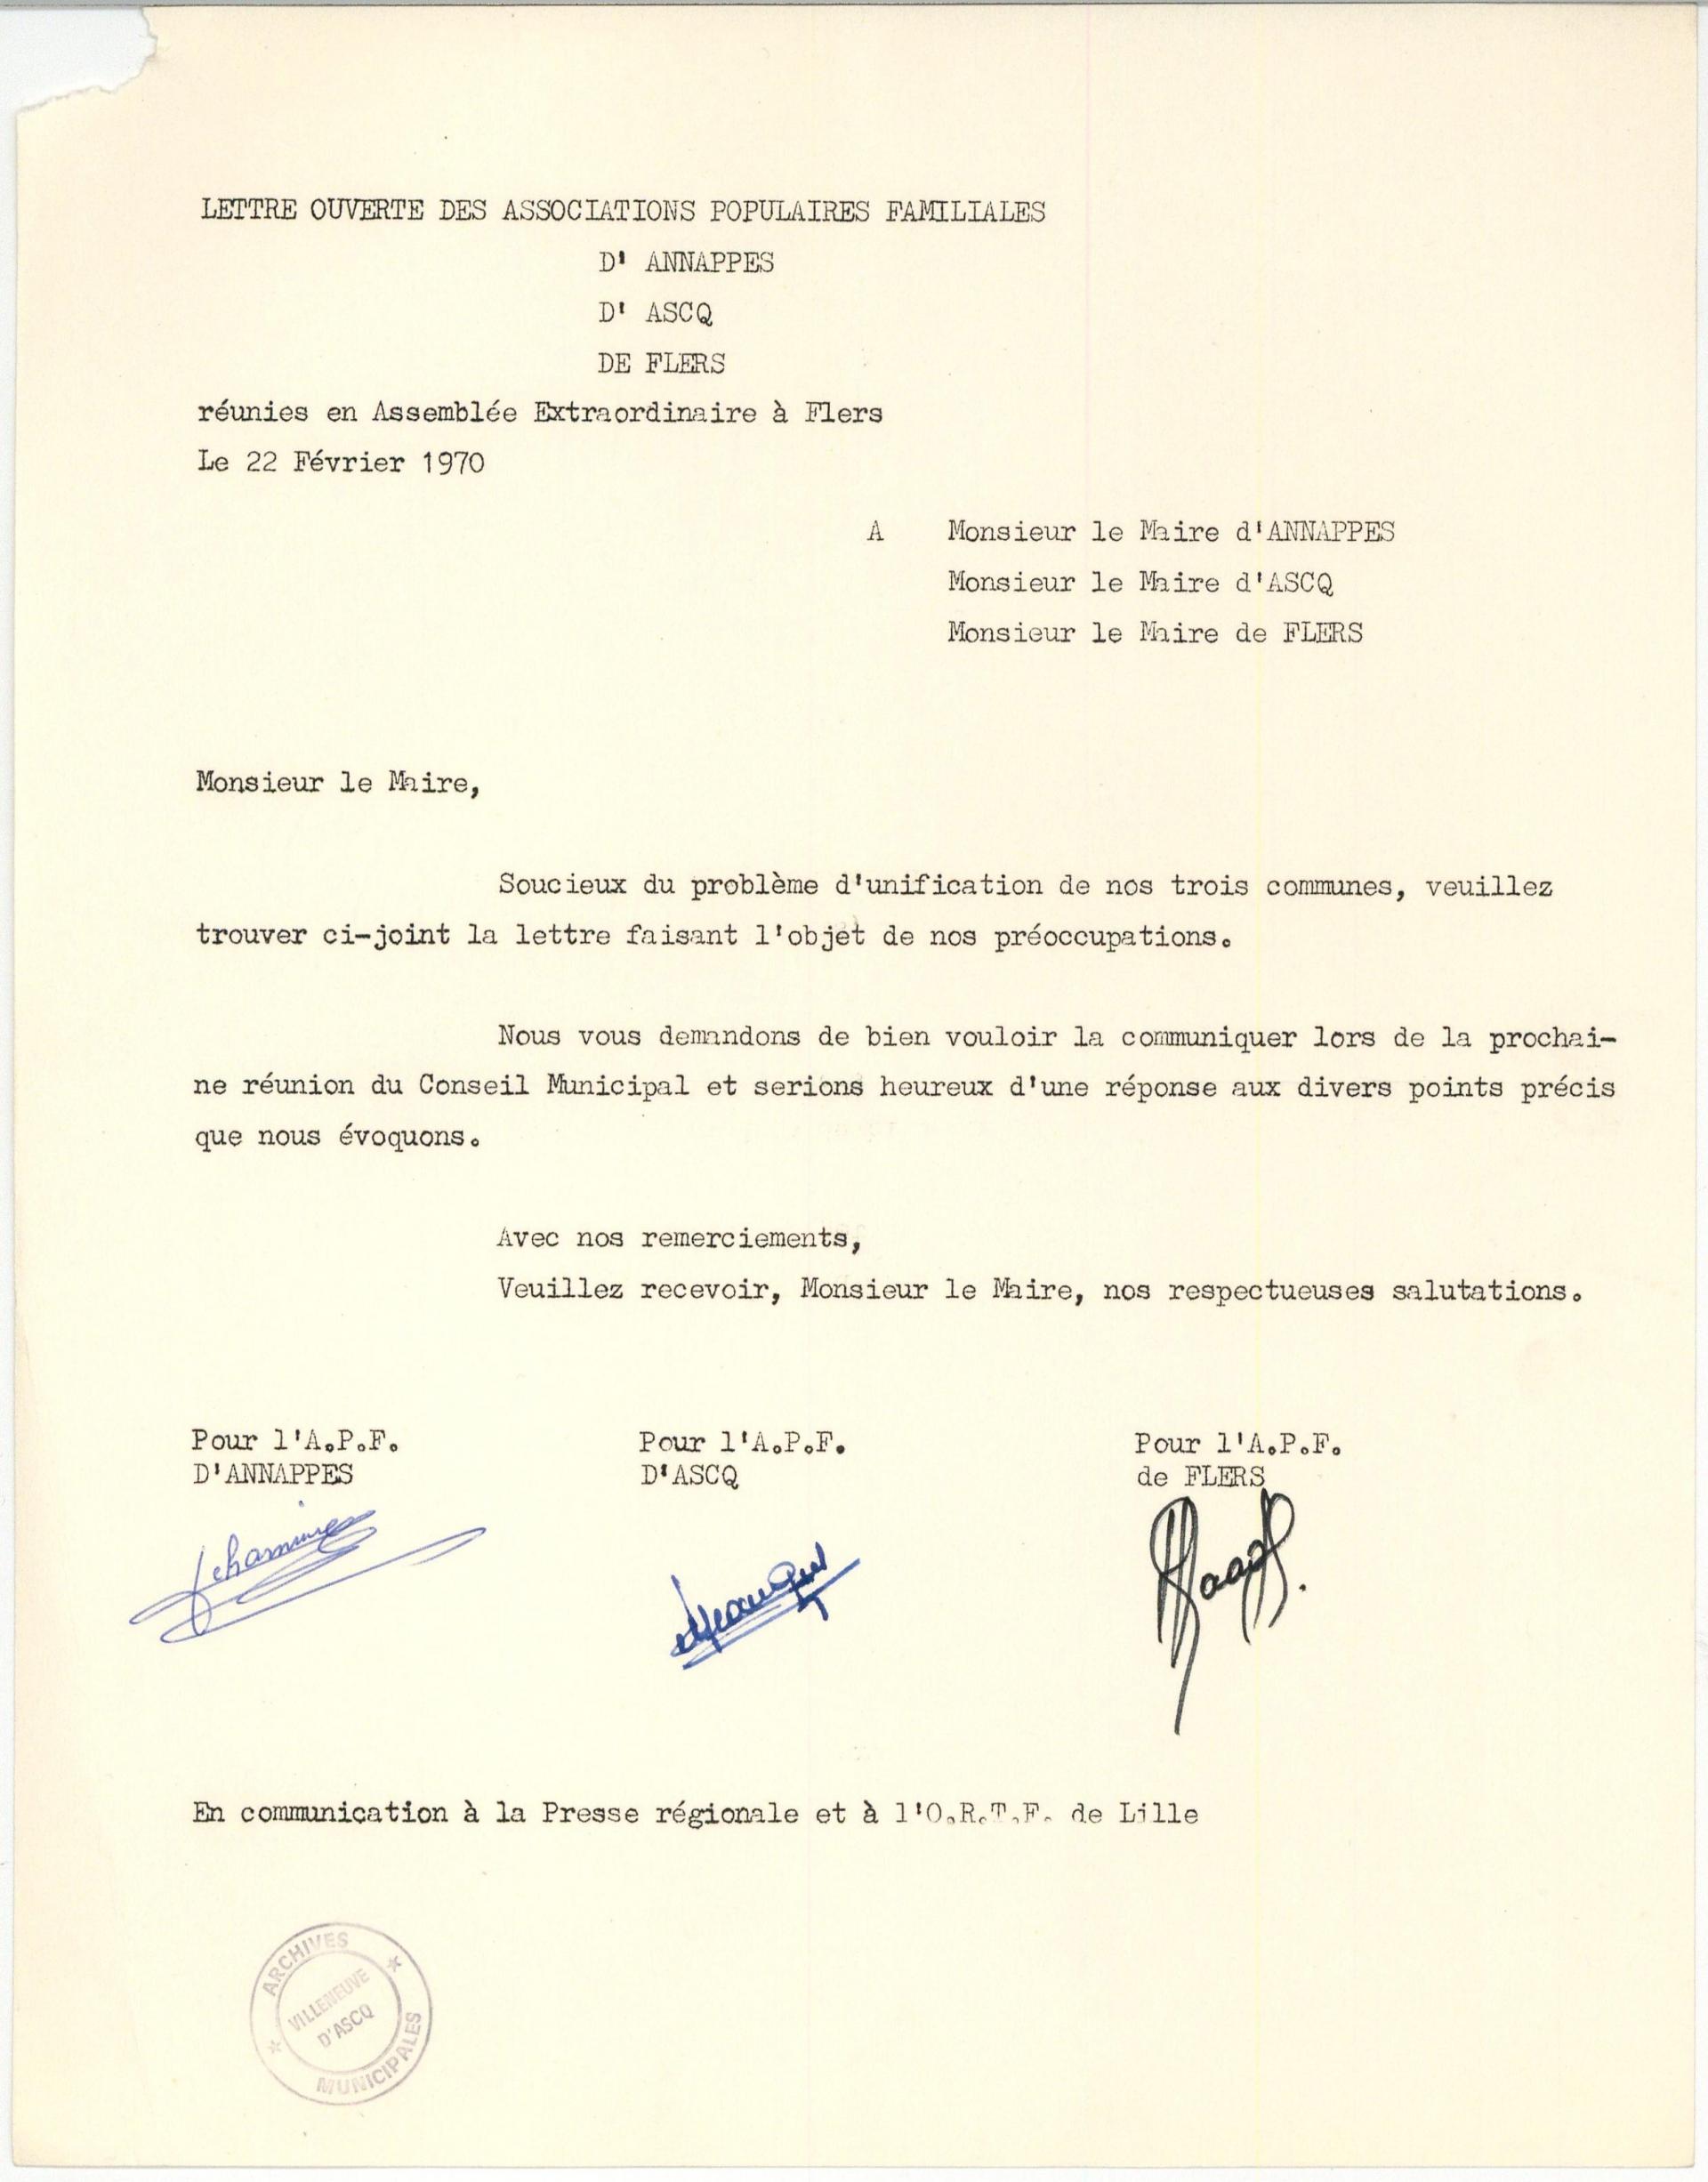 LETTRE OUVERTE DES ASSOCIATIONS POPULAIRES FAMILIALES
D' ANNAPPES
D' ASCQ
DE FLERS
réunies en Assemblée Extraordinaire à Flers
Le 22 Février 1970
A Monsieur le Maire d'ANNAPPES
Monsieur le Maire d'ASCQ
Monsieur le Maire de FLERS
Monsieur le Maire,
Soucieux du problème d'unification de nos trois communes, veuillez
trouver ci-joint la lettre faisant l'objet de nos préoccupations.
Nous vous demandons de bien vouloir la communiquer lors de la prochai-
ne réunion du Conseil Municipal et serions heureux d'une réponse aux divers points précis
que nous évoquons.
Avec nos remerciements,
Veuillez recevoir, Monsieur le Maire, nos respectueuses salutations.
Pour l'A.P.F. Pour l'A.P.F. Pour l'A.P.F.
D'ANNAPPES D'ASCQ de FLERS
En communication à la Presse régionale et à l'O.R.T.F. de Lille
ARCHIVES
VILLENEUVE
D'ASCQ
MUNICIPALES